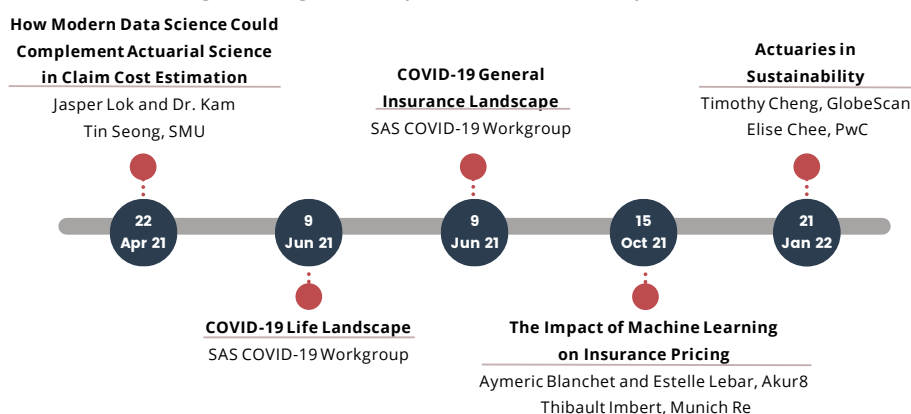 How Modern Data Science Could
Complement Actuarial Science
in Claim Cost Estimation
Jasper Lok and Dr. Kam
Tin Seong, SMU
22
Apr 21
COVID-19 Life Landscape
SAS COVID-19 Workgroup
9
Jun 21
COVID-19 General
Insurance Landscape
SAS COVID-19 Workgroup
9
Jun 21
The Impact of Machine Learning
on Insurance Pricing
Aymeric Blanchet and Estelle Lebar, Akur8
Thibault Imbert, Munich Re
15
Oct 21
Actuaries in
Sustainability
Timothy Cheng, GlobeScan
Elise Chee, PwC
21
Jan 22